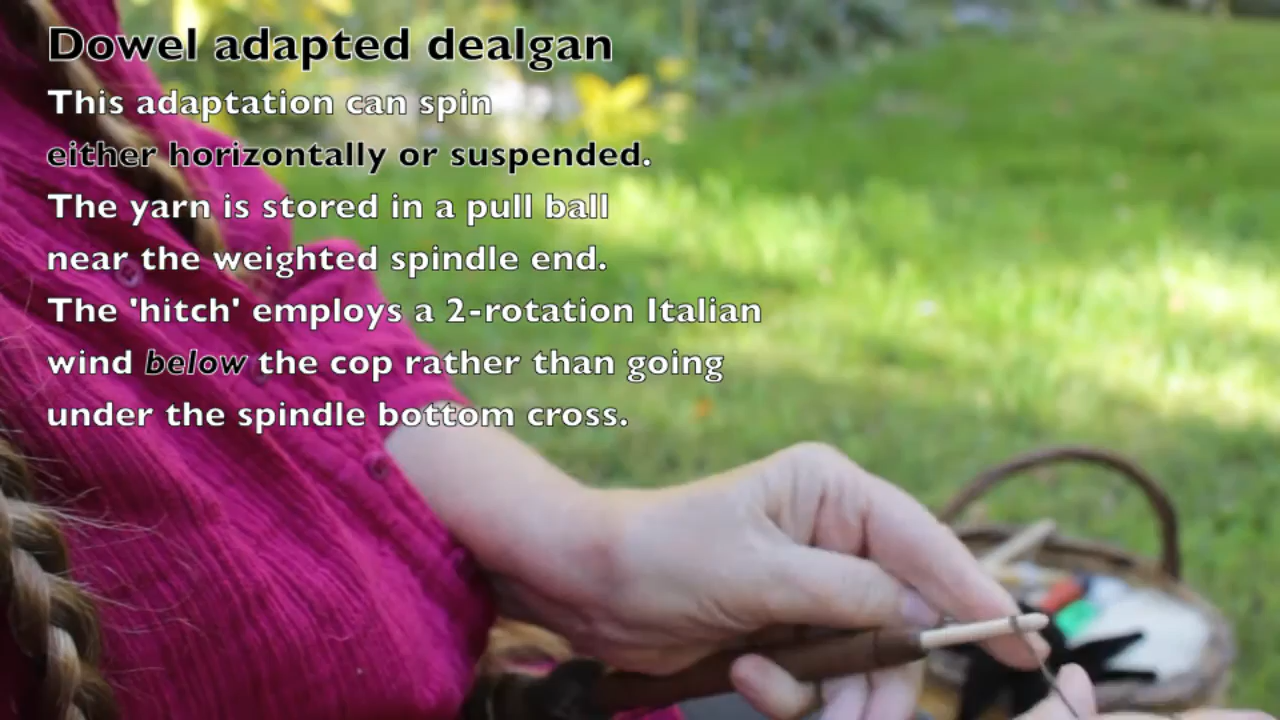 Dowel adapted dealgan
This adaptation can spin
either horizontally or suspended.
The yarn is stored in a pull ball
near the weighted spindle end.
The 'hitch' employs a 2-rotation Italian
wind below the cop rather than going
under the spindle bottom cross.